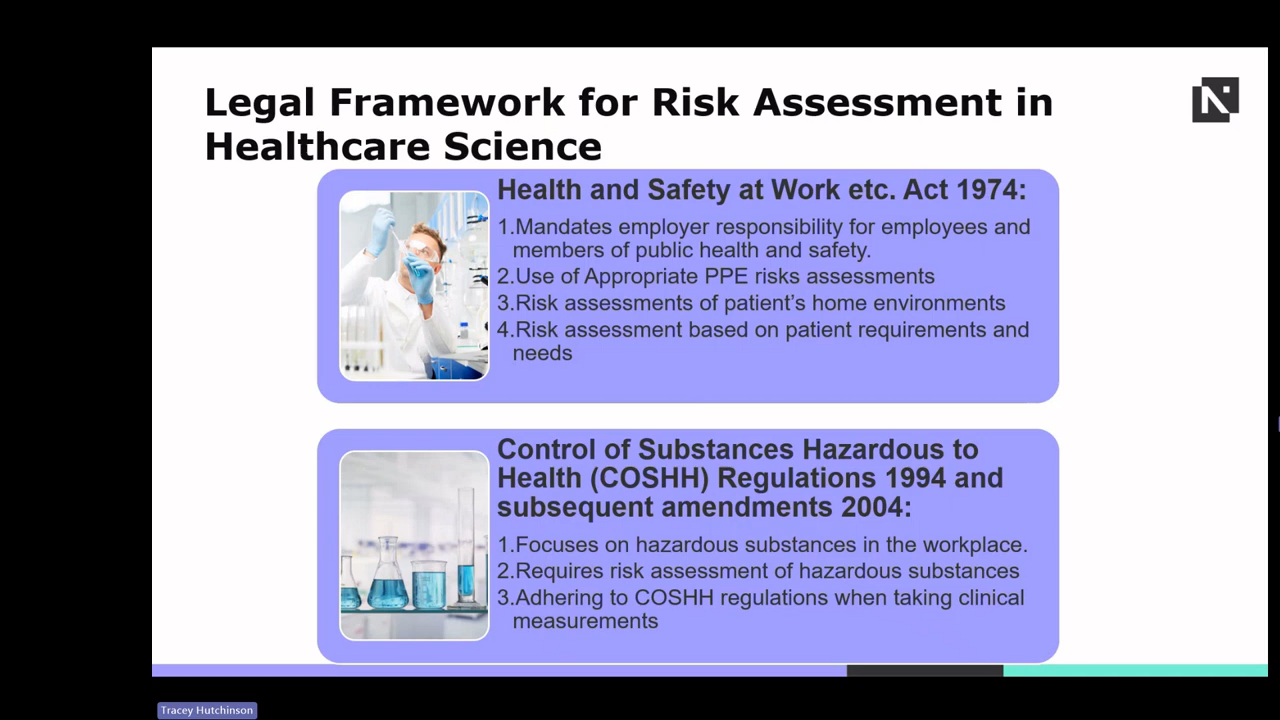 Legal Framework for Risk Assessment in
Healthcare Science
Health and Safety at Work etc. Act 1974:
1.Mandates employer responsibility for employees and
members of public health and safety.
2.Use of Appropriate PPE risks assessments
3.Risk assessments of patient’s home environments
4.Risk assessment based on patient requirements and
needs
Control of Substances Hazardous to
Health (COSHH) Regulations 1994 and
subsequent amendments 2004:
1.Focuses on hazardous substances in the workplace.
2.Requires risk assessment of hazardous substances
3.Adhering to COSHH regulations when taking clinical
measurements
Tracey Hutchinson